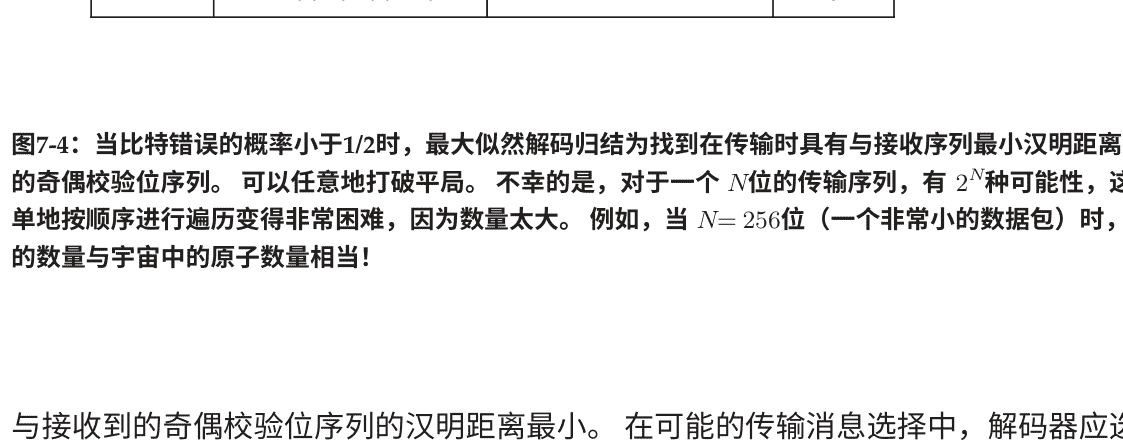 图7-4：当比特错误的概率小于1/2时，最大似然解码归结为找到在传输时具有与接收序列最小汉明距离
的奇偶校验位序列。 可以任意地打破平局。 不幸的是，对于一个 N位的传输序列，有 2^N种可能性，这
单地按顺序进行遍历变得非常困难，因为数量太大。 例如，当 N= 256位（一个非常小的数据包）时，
的数量与宇宙中的原子数量相当！
与接收到的奇偶校验位序列的汉明距离最小。 在可能的传输消息选择中，解码器应选